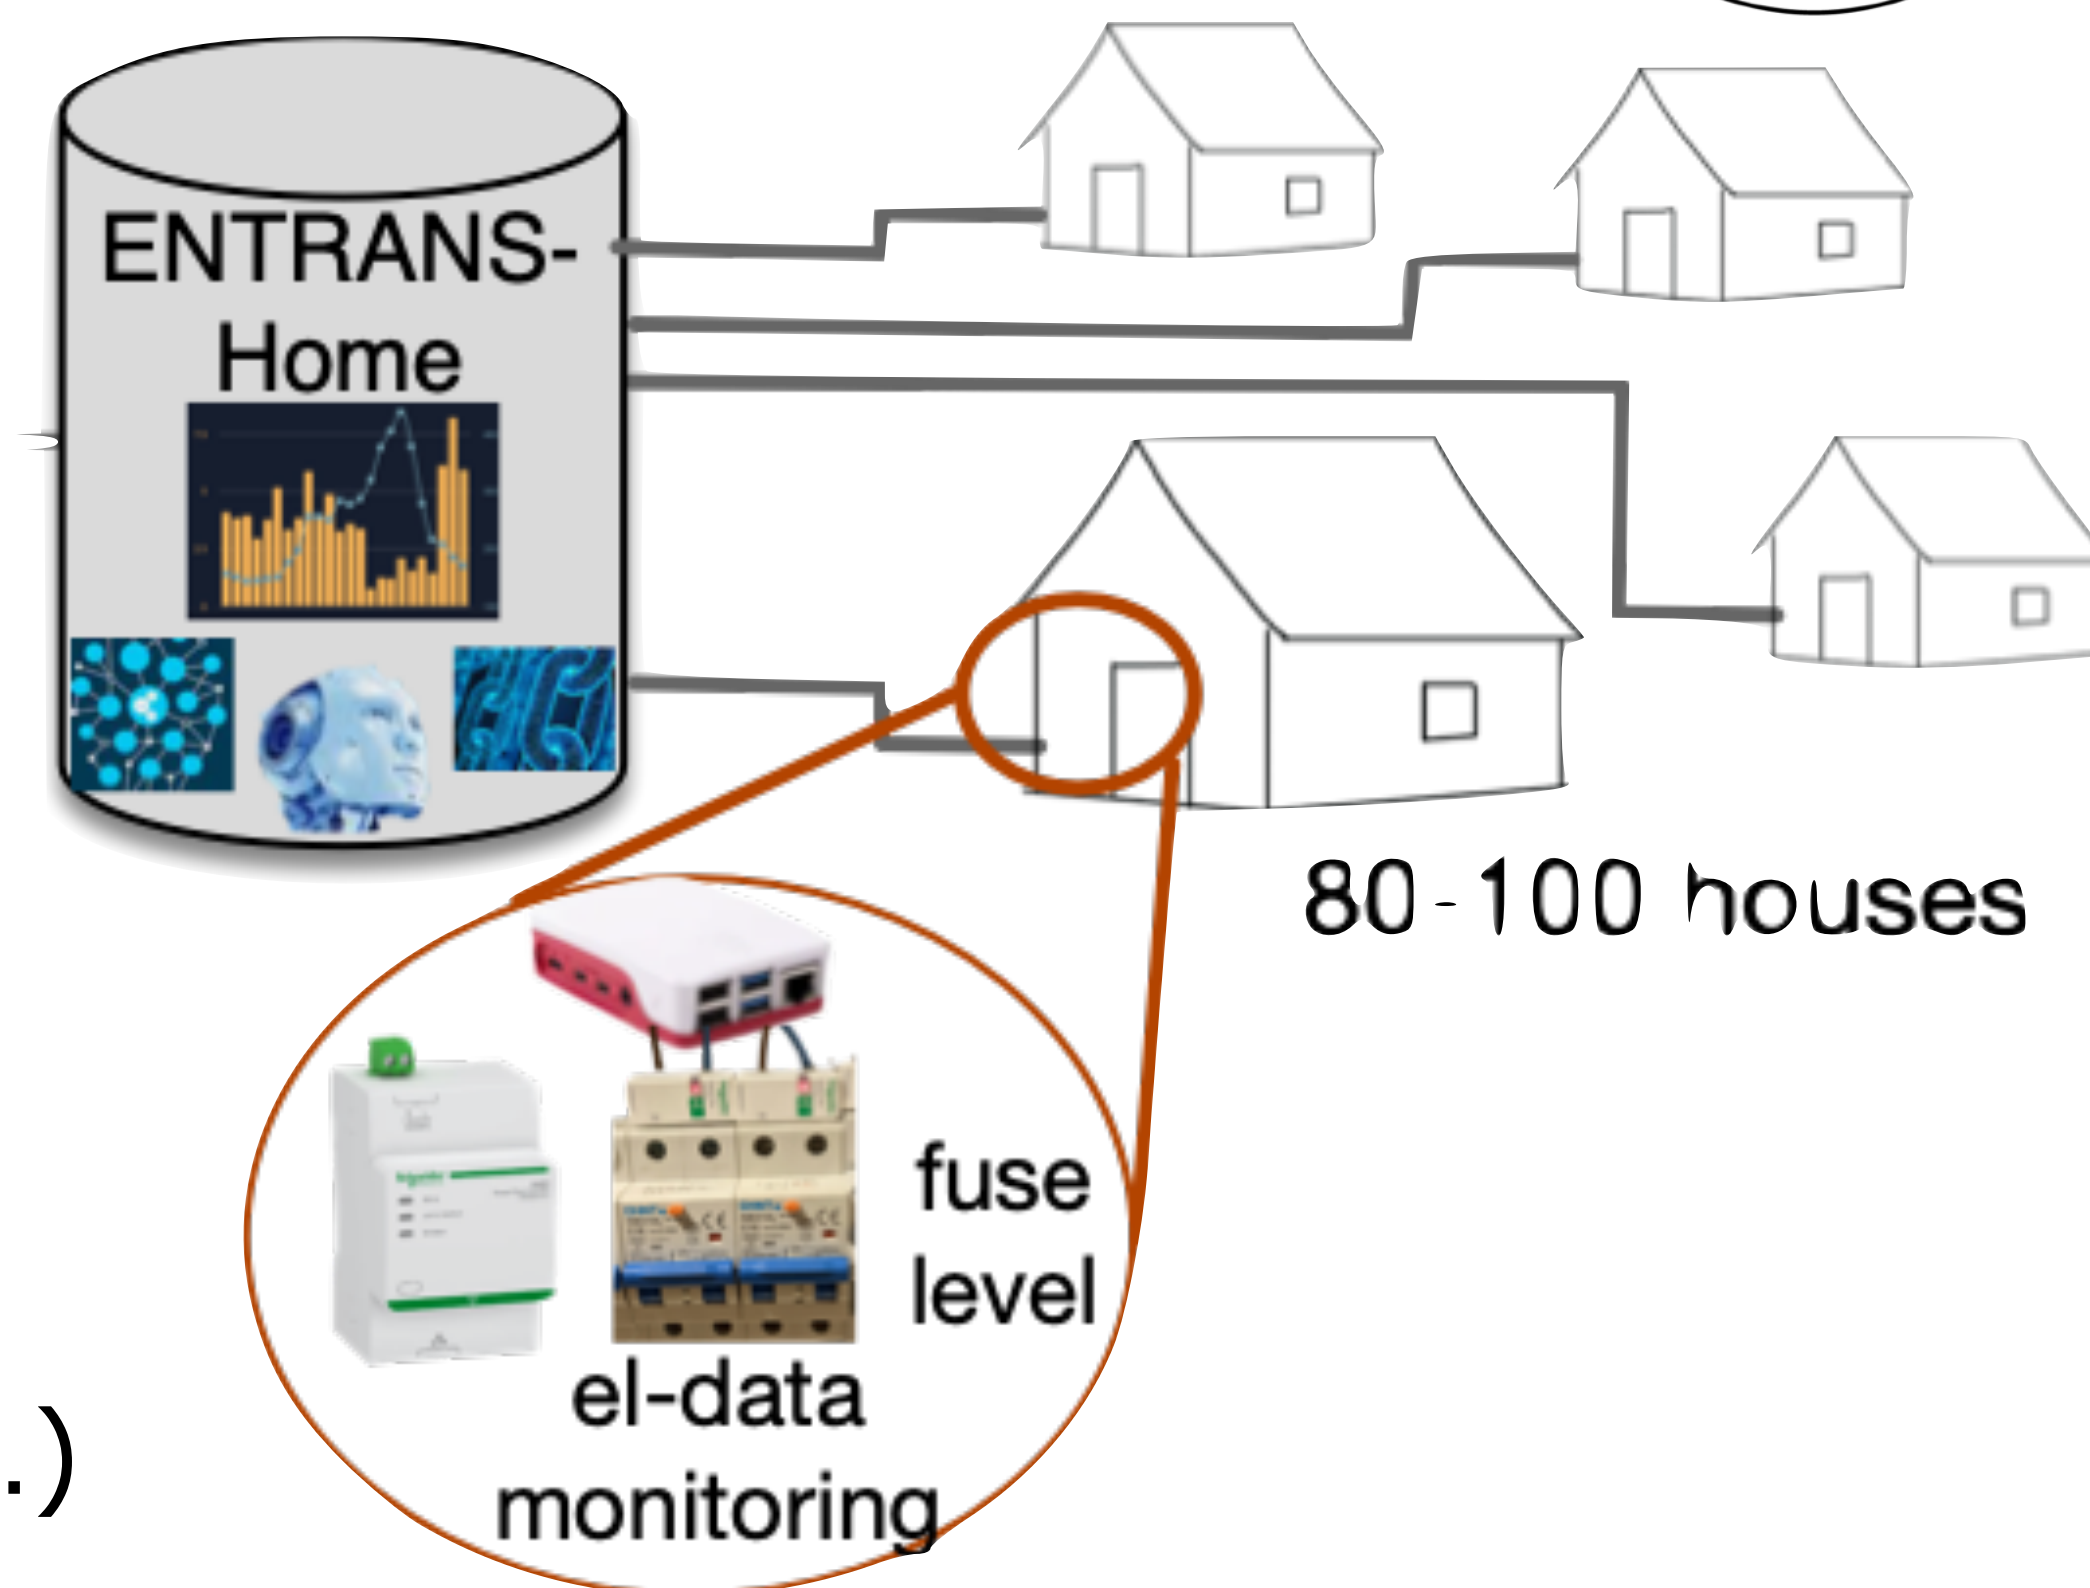 ENTRANS-
Home
80-100 houses
fuse
level
el-data
monitoring
.)